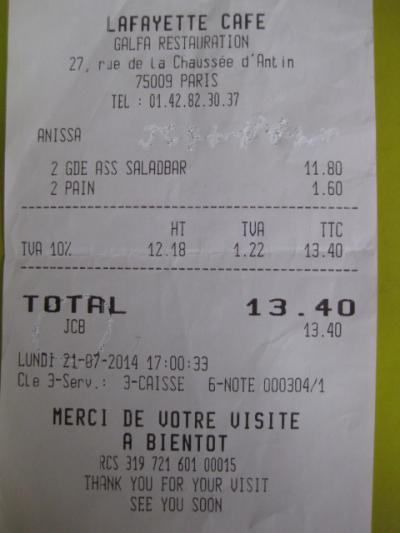 LAFAYETTE CAFE
GALFA RESTAURATION
27, rue de la Chaussée d'Antin
75009 PARIS
TEL : 01.42.82.30.37
ANISSA
2 GDE ASS SALADBAR 11.80
2 PAIN 1.60
HT TVA TTC
TVA 10% 12.18 1.22 13.40
TOTAL 13.40
JCB 13.40
LUNDI 21-07-2014 17:00:33
Cle 3-Serv.: 3-CAISSE 6-NOTE 000304/1
MERCI DE VOTRE VISITE
A BIENTOT
RCS 319 721 601 00015
THANK YOU FOR YOUR VISIT
SEE YOU SOON